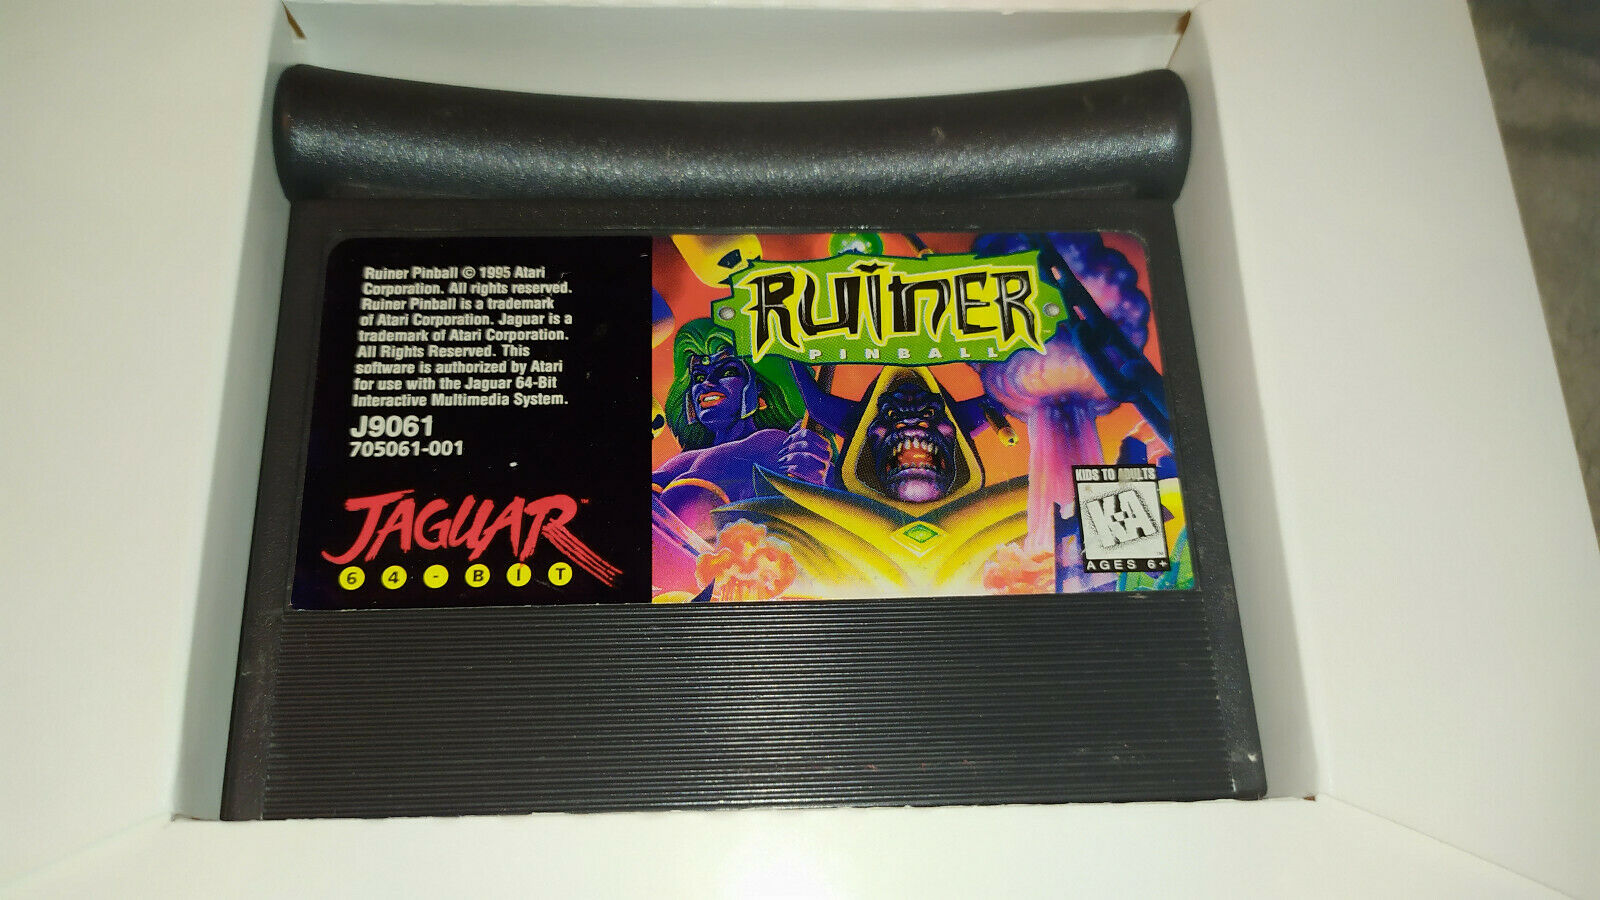 Ruiner Pinball © 1995 Atari
Corporation. All rights reserved.
Ruiner Pinball is a trademark
of Atari Corporation. Jaguar is a
trademark of Atari Corporation.
All Rights Reserved. This
software is authorized by Atari
for use with the Jaguar 64-Bit
Interactive Multimedia System.
J9061
705061-001
JAGUAR™
64-BIT
RUINER
PINBALL
KIDS TO ADULTS
K-A
AGES 6+